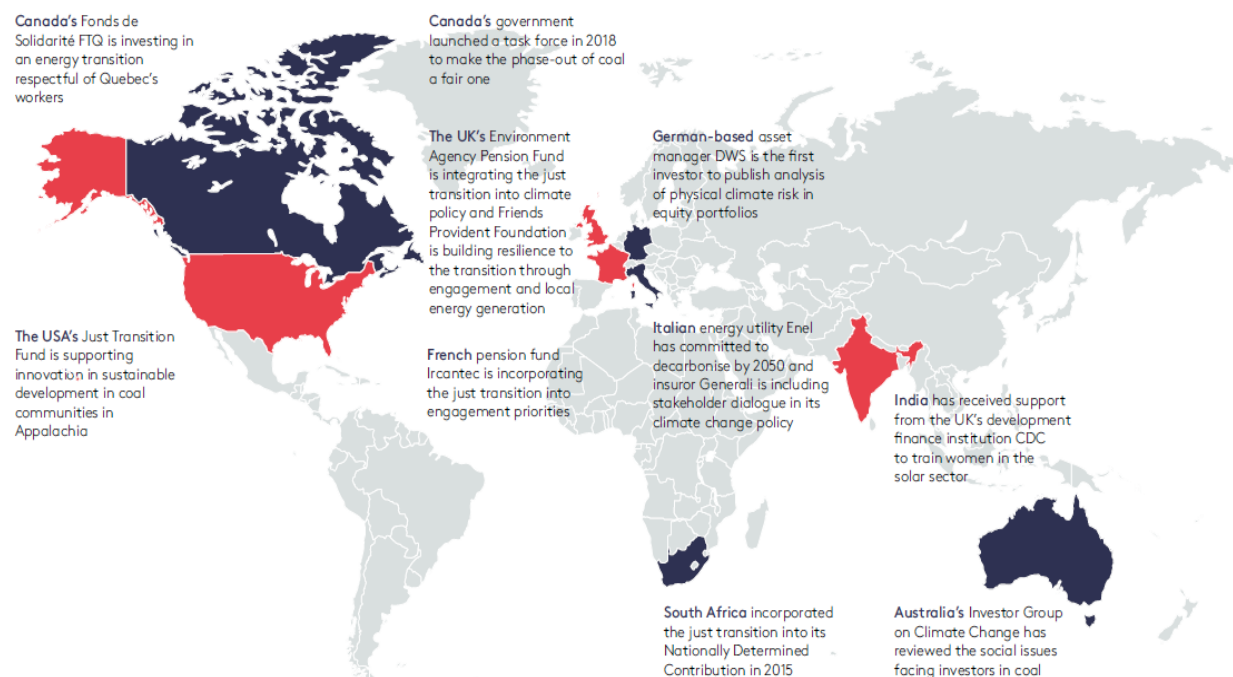 Canada's Fonds de
Solidarité FTQ is investing in
an energy transition
respectful of Quebec's
workers
Canada's government
launched a task force in 2018
to make the phase-out of coal
a fair one
The UK's Environment
Agency Pension Fund
is integrating the just
transition into climate
policy and Friends
Provident Foundation
is building resilience to
the transition through
engagement and local
energy generation
German-based asset
manager DWS is the first
investor to publish analysis
of physical climate risk in
equity portfolios
The USA's Just Transition
Fund is supporting
innovation in sustainable
development in coal
communities in
Appalachia
French pension fund
Ircantec is incorporating
the just transition into
engagement priorities
Italian energy utility Enel
has committed to
decarbonise by 2050 and
insuror Generali is including
stakeholder dialogue in its
climate change policy
India has received support
from the UK's development
finance institution CDC
to train women in the
solar sector
South Africa incorporated
the just transition into its
Nationally Determined
Contribution in 2015
Australia's Investor Group
on Climate Change has
reviewed the social issues
facing investors in coal